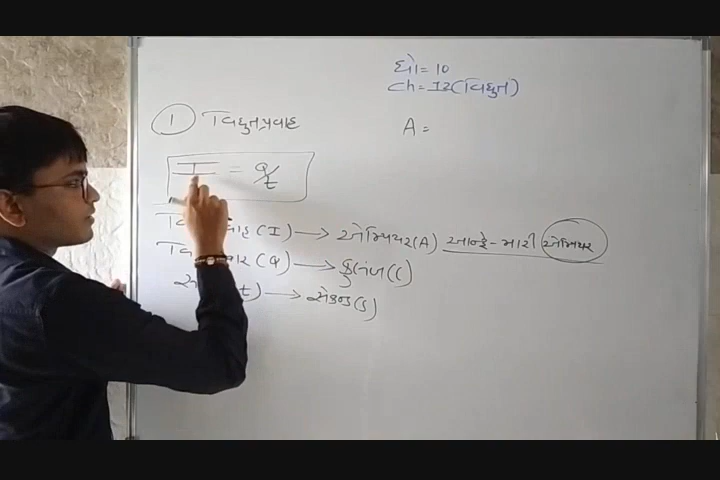 ધો = 10
Ch = 12 (વિદ્યુત)
① વિદ્યુતપ્રવાહ
A =
I = Q/t
(I) → એમ્પિયર (A) આન્દ્રે - મારી એમ્પિયર
(Q) → કુલંબ (C)
t) → સેકન્ડ (s)